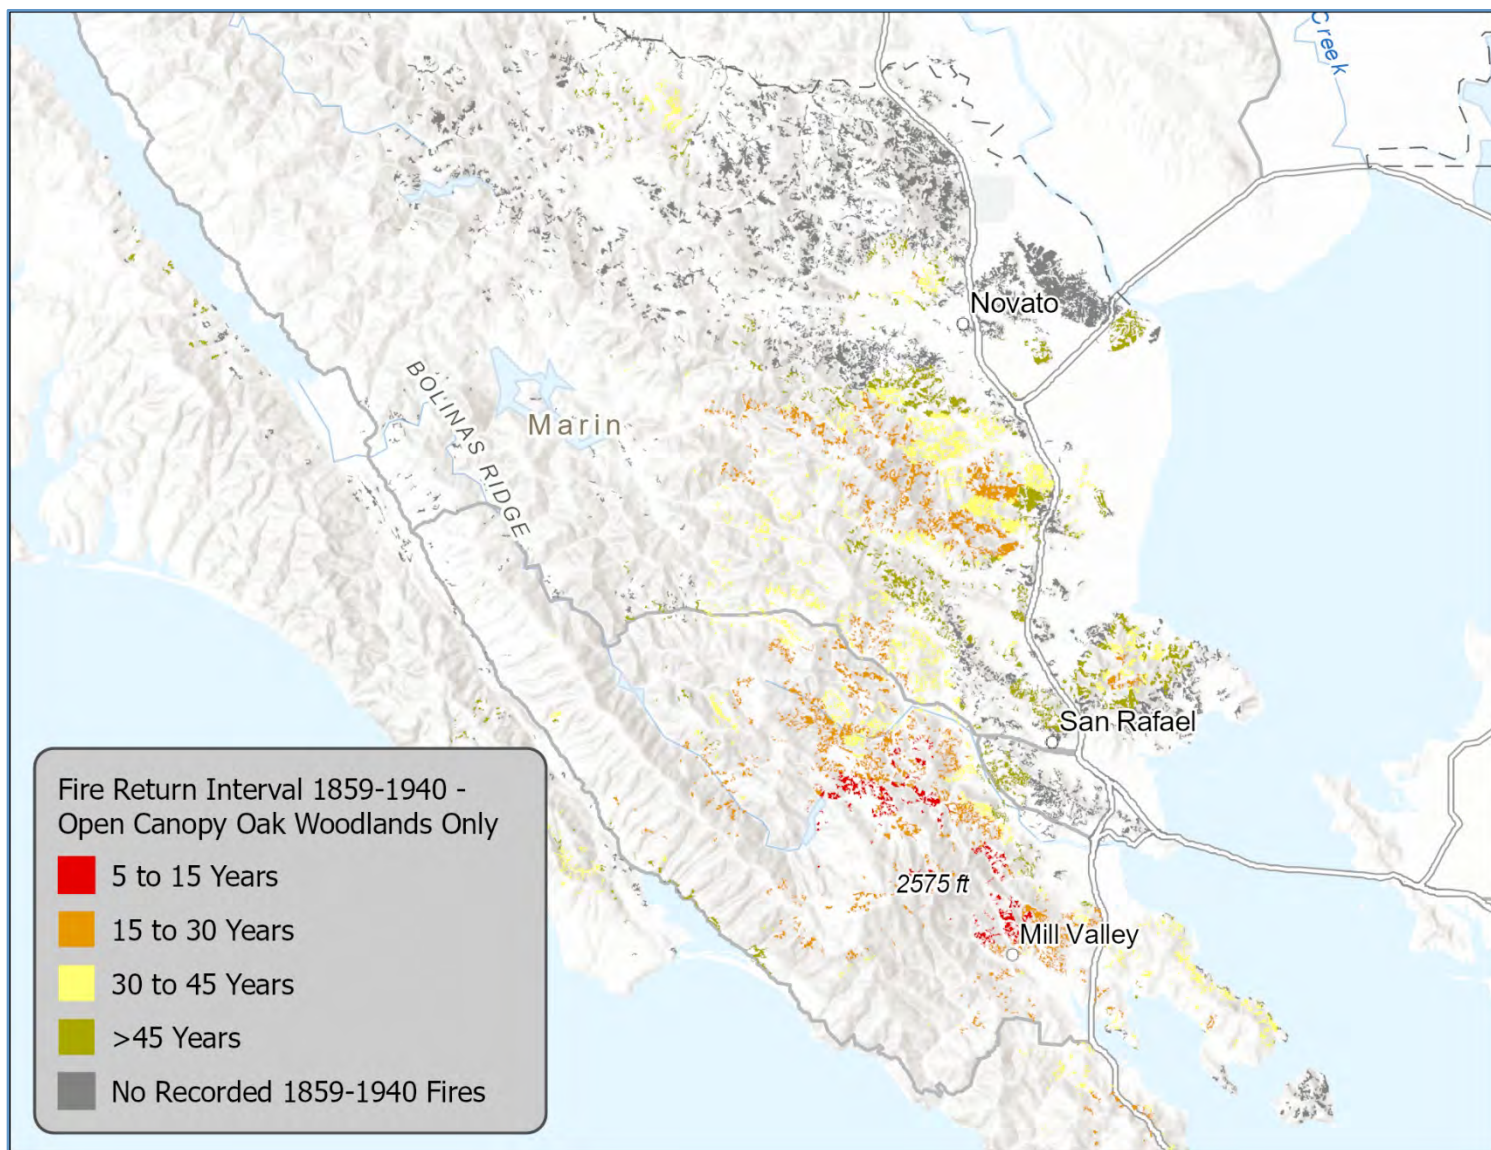 Creek
Novato
BOLINAS RIDGE
Marin
San Rafael
2575 ft
Mill Valley
Fire Return Interval 1859-1940 -
Open Canopy Oak Woodlands Only
5 to 15 Years
15 to 30 Years
30 to 45 Years
>45 Years
No Recorded 1859-1940 Fires